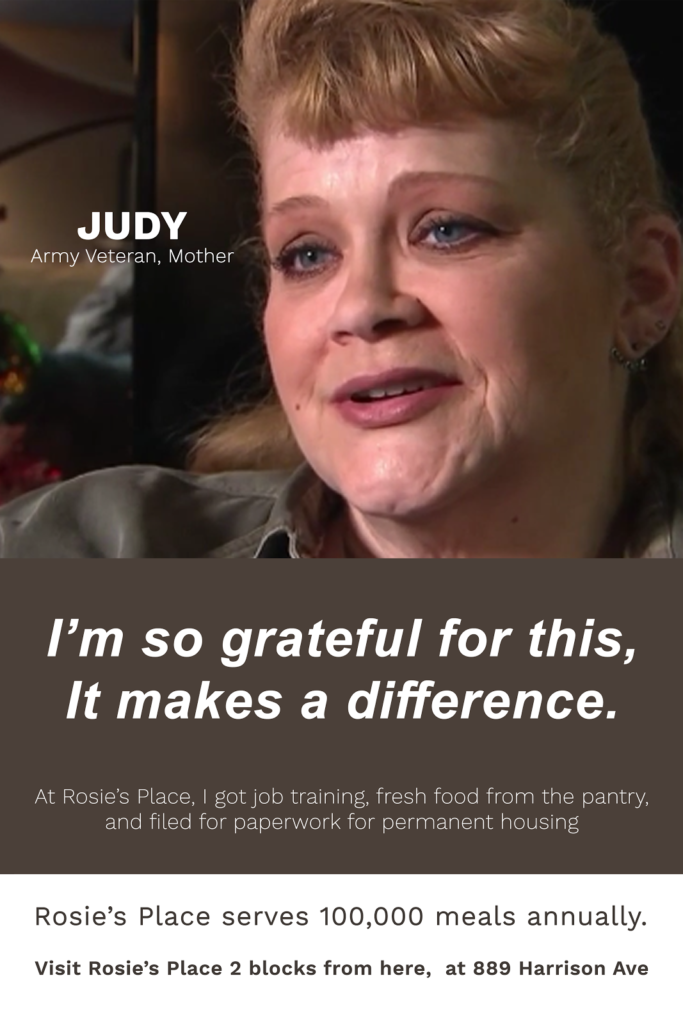 JUDY
Army Veteran, Mother
I’m so grateful for this,
It makes a difference.
At Rosie’s Place, I got job training, fresh food from the pantry,
and filed for paperwork for permanent housing
Rosie’s Place serves 100,000 meals annually.
Visit Rosie’s Place 2 blocks from here,  at 889 Harrison Ave